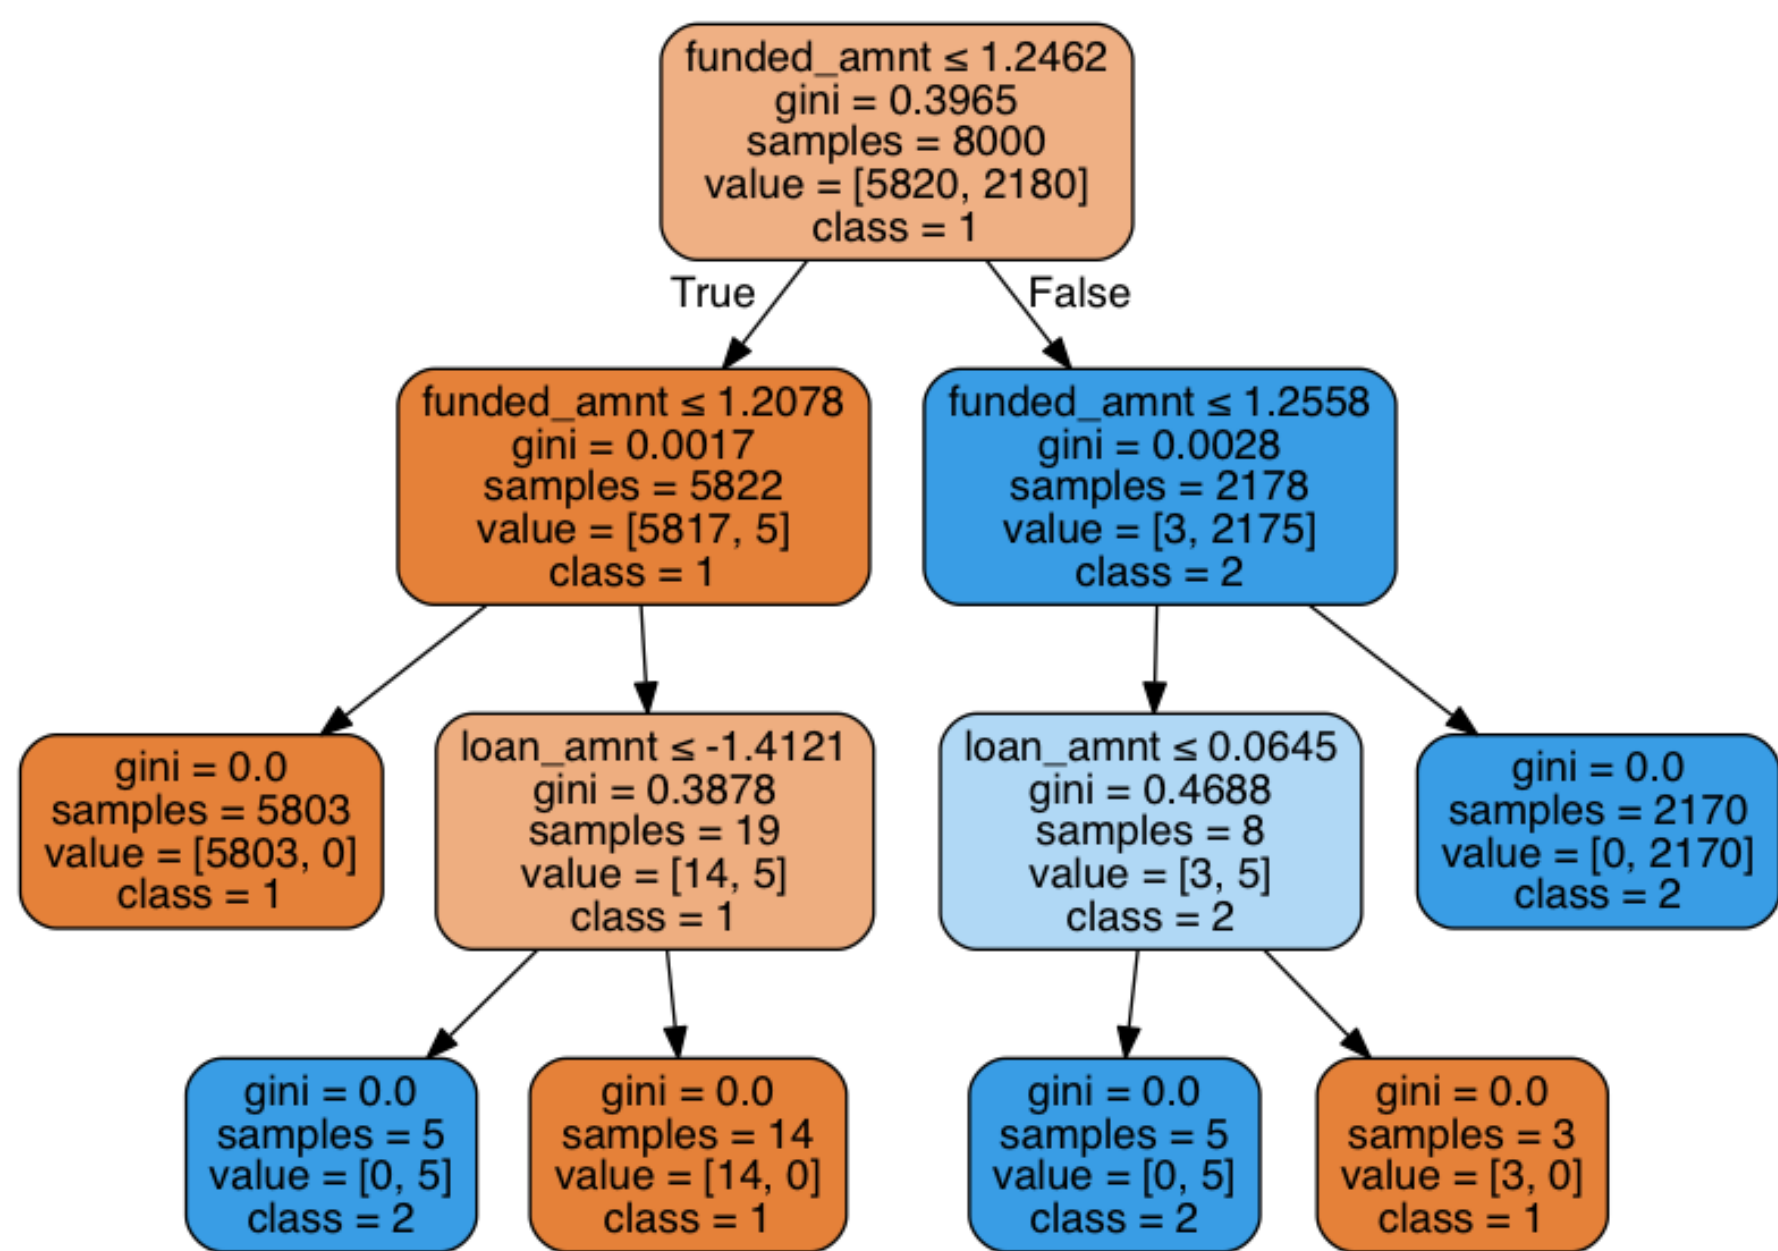 funded_amnt ≤ 1.2462
gini = 0.3965
samples = 8000
value = [5820, 2180]
class = 1
True
False
funded_amnt ≤ 1.2078
gini = 0.0017
samples = 5822
value = [5817, 5]
class = 1
funded_amnt ≤ 1.2558
gini = 0.0028
samples = 2178
value = [3, 2175]
class = 2
gini = 0.0
samples = 5803
value = [5803, 0]
class = 1
loan_amnt ≤ -1.4121
gini = 0.3878
samples = 19
value = [14, 5]
class = 1
loan_amnt ≤ 0.0645
gini = 0.4688
samples = 8
value = [3, 5]
class = 2
gini = 0.0
samples = 2170
value = [0, 2170]
class = 2
gini = 0.0
samples = 5
value = [0, 5]
class = 2
gini = 0.0
samples = 14
value = [14, 0]
class = 1
gini = 0.0
samples = 5
value = [0, 5]
class = 2
gini = 0.0
samples = 3
value = [3, 0]
class = 1